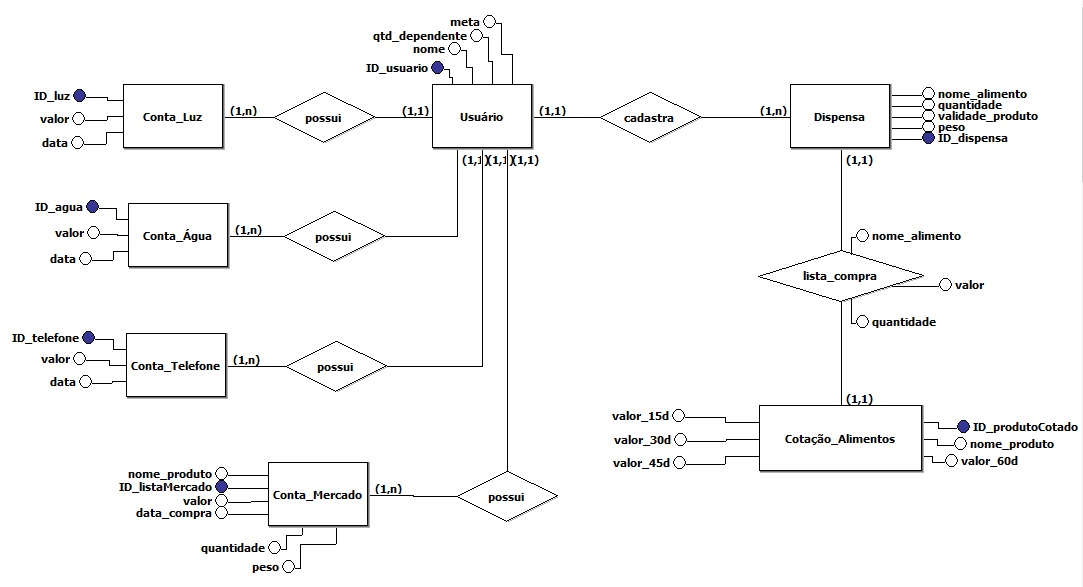 meta
qtd_dependente
nome
ID_usuario
ID_luz
valor
data
Conta_Luz
(1,n)
possui
(1,1)
Usuário
(1,1)
cadastra
(1,n)
Dispensa
nome_alimento
quantidade
validade_produto
peso
ID_dispensa
(1,1)
(1,1)
(1,1)
(1,1)
ID_agua
valor
data
Conta_Água
(1,n)
possui
nome_alimento
lista_compra
valor
quantidade
ID_telefone
valor
data
Conta_Telefone
(1,n)
possui
(1,1)
valor_15d
valor_30d
valor_45d
Cotação_Alimentos
ID_produtoCotado
nome_produto
valor_60d
nome_produto
ID_listaMercado
valor
data_compra
Conta_Mercado
(1,n)
possui
quantidade
peso